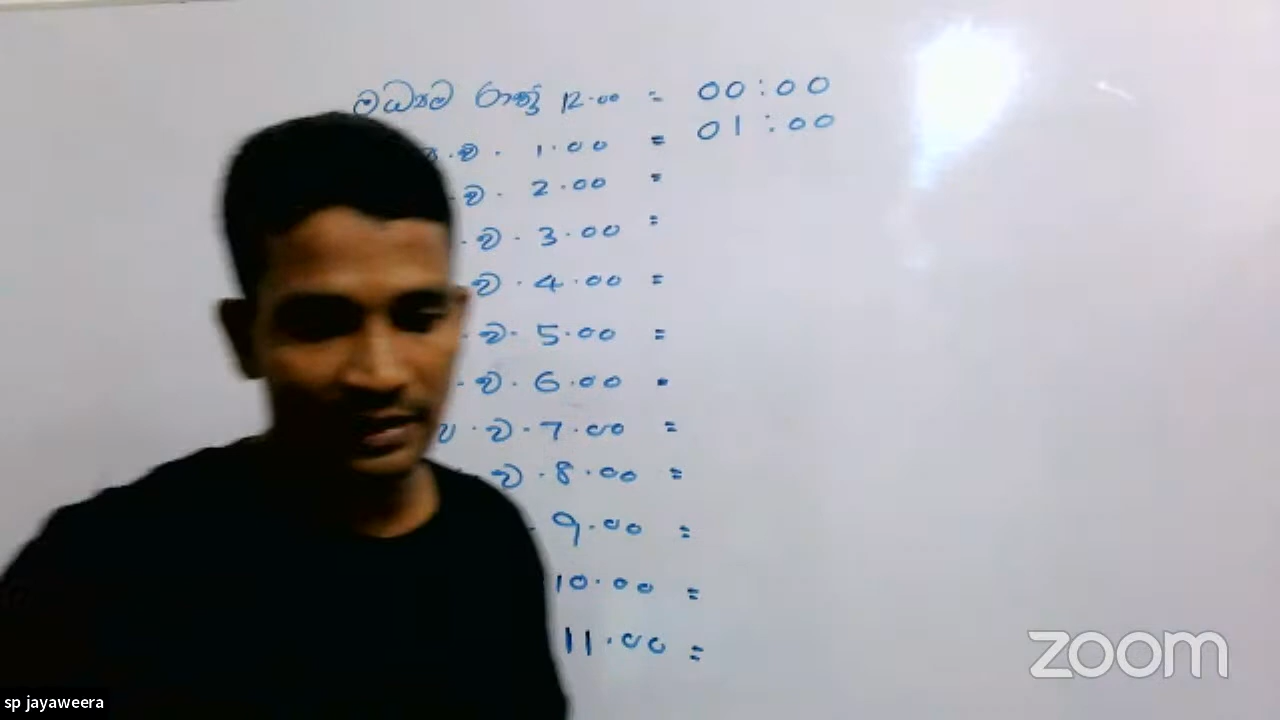 මධ්‍යම රාත්‍රී 12.00 = 00:00
ව. 1.00 = 01:00
ව. 2.00 =
ව. 3.00 =
ව. 4.00 =
ව. 5.00 =
ව. 6.00 =
ව. 7.00 =
ව. 8.00 =
9.00 =
10.00 =
11.00 =
zoom
sp jayaweera